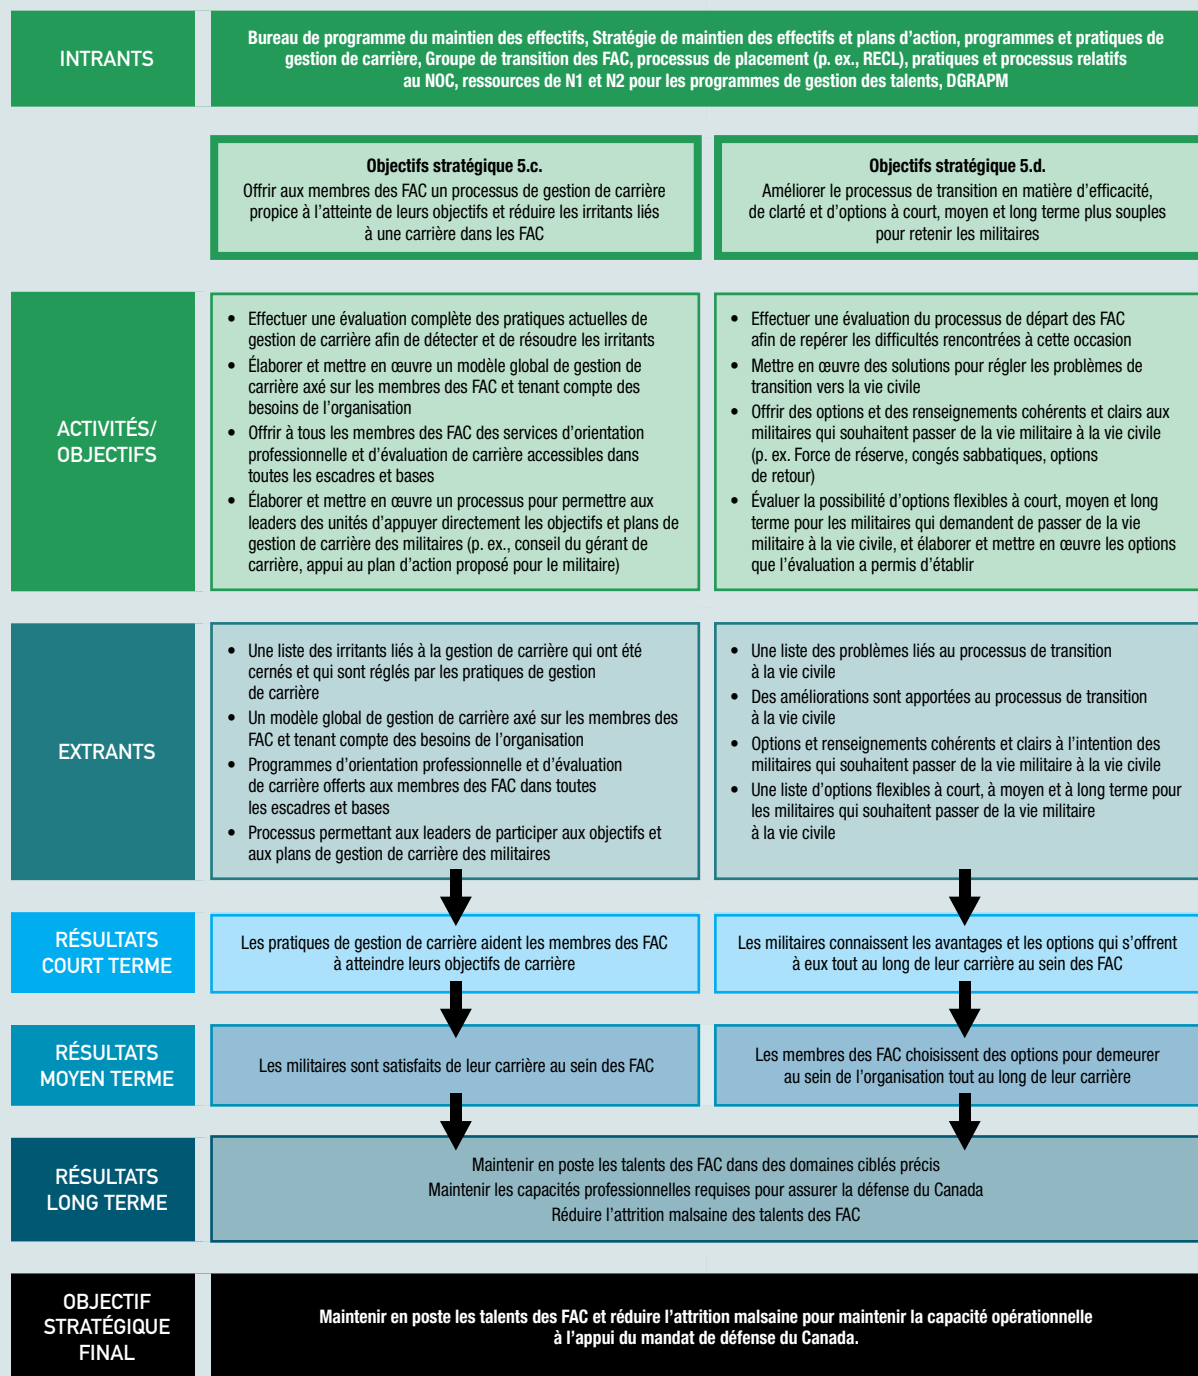 INTRANTS
Bureau de programme du maintien des effectifs, Stratégie de maintien des effectifs et plans d'action, programmes et pratiques de
gestion de carrière, Groupe de transition des FAC, processus de placement (p. ex., RECL), pratiques et processus relatifs
au NOC, ressources de N1 et N2 pour les programmes de gestion des talents, DGRAPM
Objectifs stratégique 5.c.
Offrir aux membres des FAC un processus de gestion de carrière
propice à l'atteinte de leurs objectifs et réduire les irritants liés
à une carrière dans les FAC
Objectifs stratégique 5.d.
Améliorer le processus de transition en matière d'efficacité,
de clarté et d'options à court, moyen et long terme plus souples
pour retenir les militaires
ACTIVITÉS/
OBJECTIFS
• Effectuer une évaluation complète des pratiques actuelles de
gestion de carrière afin de détecter et de résoudre les irritants
• Élaborer et mettre en œuvre un modèle global de gestion de
carrière axé sur les membres des FAC et tenant compte des
besoins de l'organisation
• Offrir à tous les membres des FAC des services d'orientation
professionnelle et d'évaluation de carrière accessibles dans
toutes les escadres et bases
• Élaborer et mettre en œuvre un processus pour permettre aux
leaders des unités d'appuyer directement les objectifs et plans de
gestion de carrière des militaires (p. ex., conseil du gérant de
carrière, appui au plan d'action proposé pour le militaire)
• Effectuer une évaluation du processus de départ des FAC
afin de repérer les difficultés rencontrées à cette occasion
• Mettre en œuvre des solutions pour régler les problèmes de
transition vers la vie civile
• Offrir des options et des renseignements cohérents et clairs aux
militaires qui souhaitent passer de la vie militaire à la vie civile
(p. ex. Force de réserve, congés sabbatiques, options
de retour)
• Évaluer la possibilité d'options flexibles à court, moyen et long
terme pour les militaires qui demandent de passer de la vie
militaire à la vie civile, et élaborer et mettre en œuvre les options
que l'évaluation a permis d'établir
EXTRANTS
• Une liste des irritants liés à la gestion de carrière qui ont été
cernés et qui sont réglés par les pratiques de gestion
de carrière
• Un modèle global de gestion de carrière axé sur les membres des
FAC et tenant compte des besoins de l'organisation
• Programmes d'orientation professionnelle et d'évaluation
de carrière offerts aux membres des FAC dans toutes
les escadres et bases
• Processus permettant aux leaders de participer aux objectifs et
aux plans de gestion de carrière des militaires
• Une liste des problèmes liés au processus de transition
à la vie civile
• Des améliorations sont apportées au processus de transition
à la vie civile
• Options et renseignements cohérents et clairs à l'intention des
militaires qui souhaitent passer de la vie militaire à la vie civile
• Une liste d'options flexibles à court, à moyen et à long terme pour
les militaires qui souhaitent passer de la vie militaire
à la vie civile
RÉSULTATS
COURT TERME
Les pratiques de gestion de carrière aident les membres des FAC
à atteindre leurs objectifs de carrière
Les militaires connaissent les avantages et les options qui s'offrent
à eux tout au long de leur carrière au sein des FAC
RÉSULTATS
MOYEN TERME
Les militaires sont satisfaits de leur carrière au sein des FAC
Les membres des FAC choisissent des options pour demeurer
au sein de l'organisation tout au long de leur carrière
RÉSULTATS
LONG TERME
Maintenir en poste les talents des FAC dans des domaines ciblés précis
Maintenir les capacités professionnelles requises pour assurer la défense du Canada
Réduire l'attrition malsaine des talents des FAC
OBJECTIF
STRATÉGIQUE
FINAL
Maintenir en poste les talents des FAC et réduire l'attrition malsaine pour maintenir la capacité opérationnelle
à l'appui du mandat de défense du Canada.